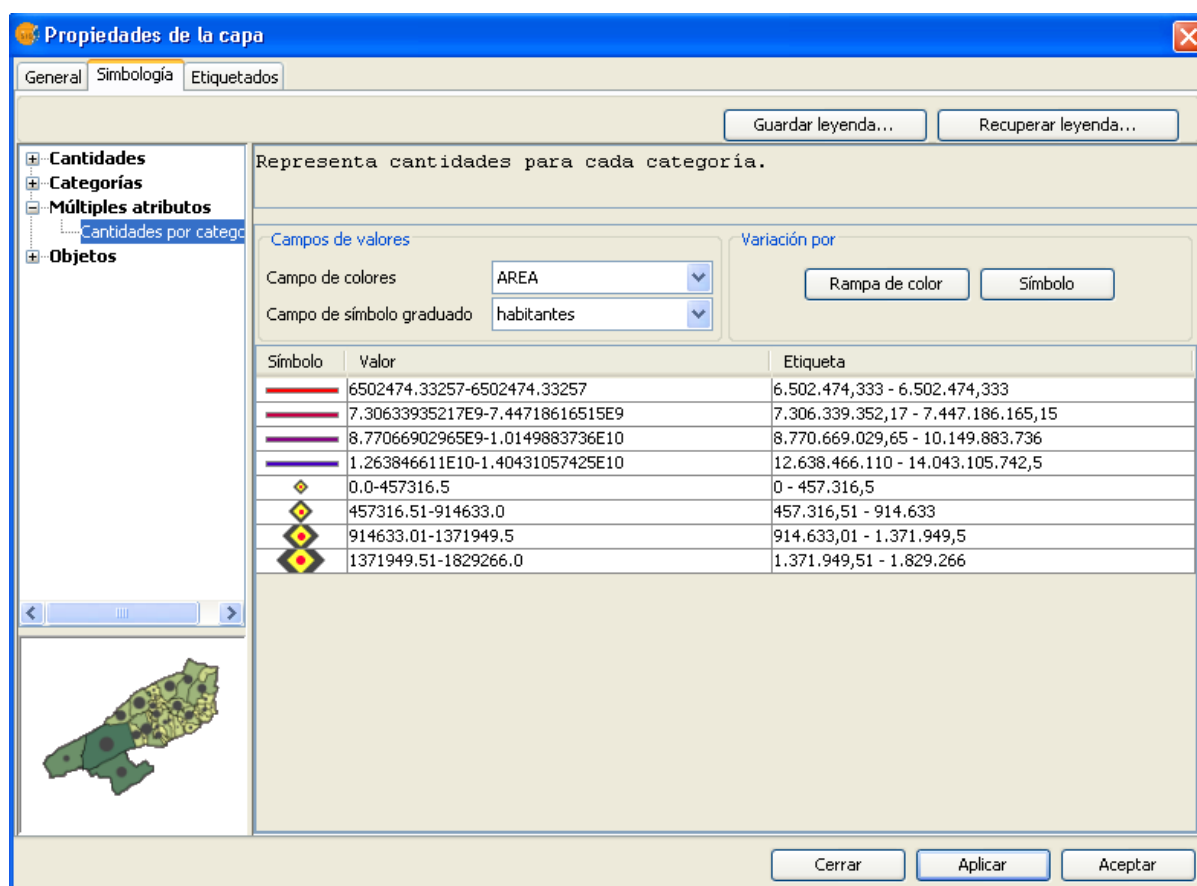 Propiedades de la capa
General Simbología Etiquetados
Guardar leyenda... Recuperar leyenda...
Cantidades
Categorías
Múltiples atributos
Cantidades por catego
Objetos
Representa cantidades para cada categoría.
Campos de valores
Campo de colores AREA
Campo de símbolo graduado habitantes
Variación por
Rampa de color Símbolo
Símbolo Valor Etiqueta
6502474.33257-6502474.33257 6.502.474,333 - 6.502.474,333
7.30633935217E9-7.44718616515E9 7.306.339.352,17 - 7.447.186.165,15
8.77066902965E9-1.0149883736E10 8.770.669.029,65 - 10.149.883.736
1.263846611E10-1.40431057425E10 12.638.466.110 - 14.043.105.742,5
0.0-457316.5 0 - 457.316,5
457316.51-914633.0 457.316,51 - 914.633
914633.01-1371949.5 914.633,01 - 1.371.949,5
1371949.51-1829266.0 1.371.949,51 - 1.829.266
Cerrar Aplicar Aceptar